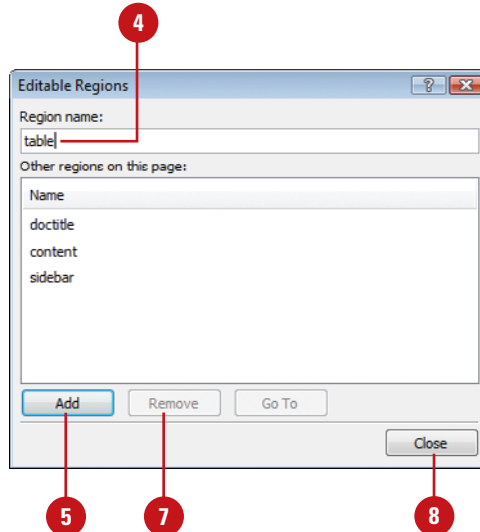 4
Editable Regions ?
Region name:
table
Other regions on this page:
Name
doctitle
content
sidebar
Add Remove Go To
Close
5 7 8